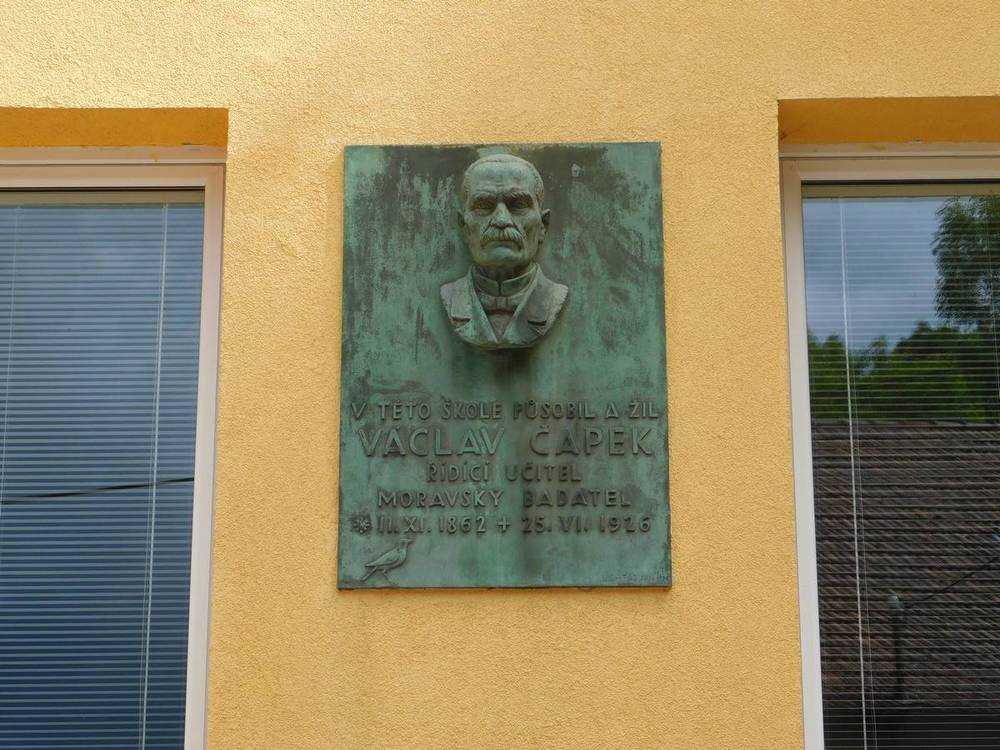 V TÉTO ŠKOLE PŮSOBIL A ŽIL
VÁCLAV ČAPEK
ŘÍDÍCÍ UČITEL
MORAVSKÝ BADATEL
* 11. XI. 1862 + 25. VI. 1926